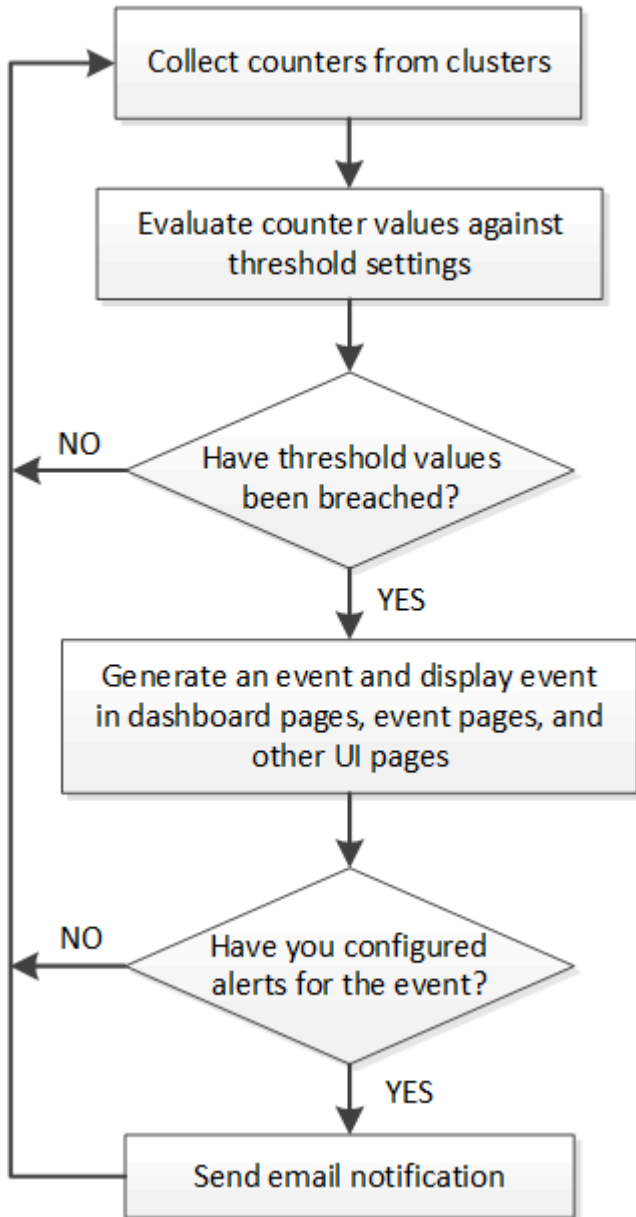 Collect counters from clusters
Evaluate counter values against
threshold settings
NO
Have threshold values
been breached?
YES
Generate an event and display event
in dashboard pages, event pages, and
other UI pages
NO
Have you configured
alerts for the event?
YES
Send email notification